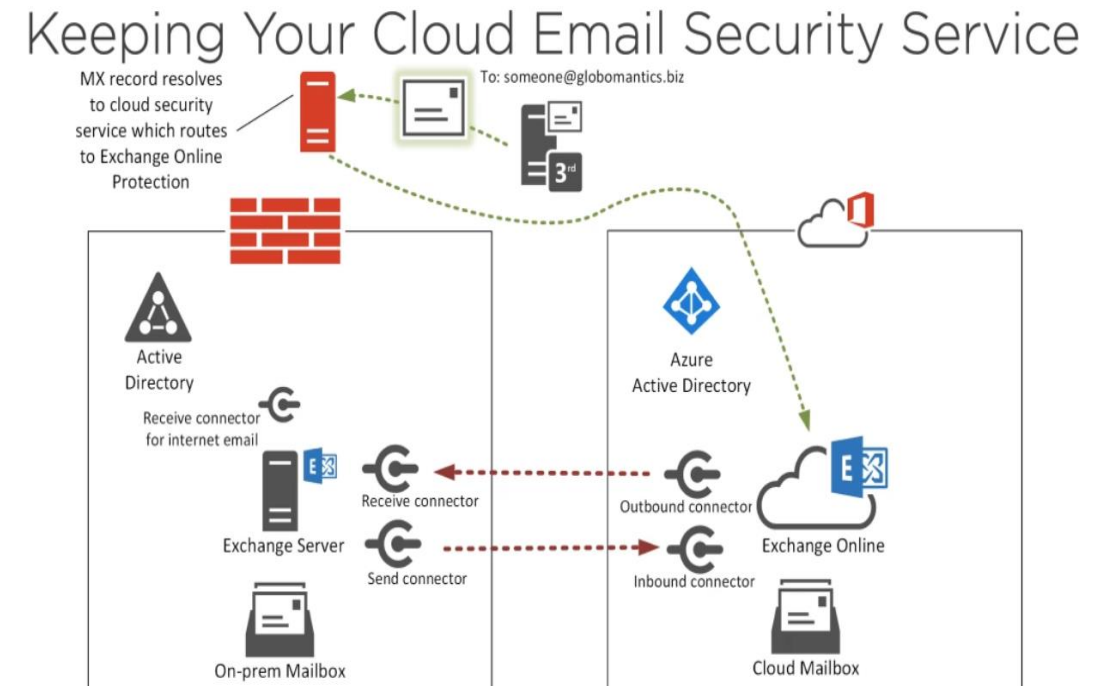 Keeping Your Cloud Email Security Service
MX record resolves
to cloud security
service which routes
to Exchange Online
Protection
To: someone@globomantics.biz
3rd
Active
Directory
Azure
Active Directory
Receive connector
for internet email
E
E
Receive connector
Outbound connector
Exchange Server
Exchange Online
Send connector
Inbound connector
On-prem Mailbox
Cloud Mailbox